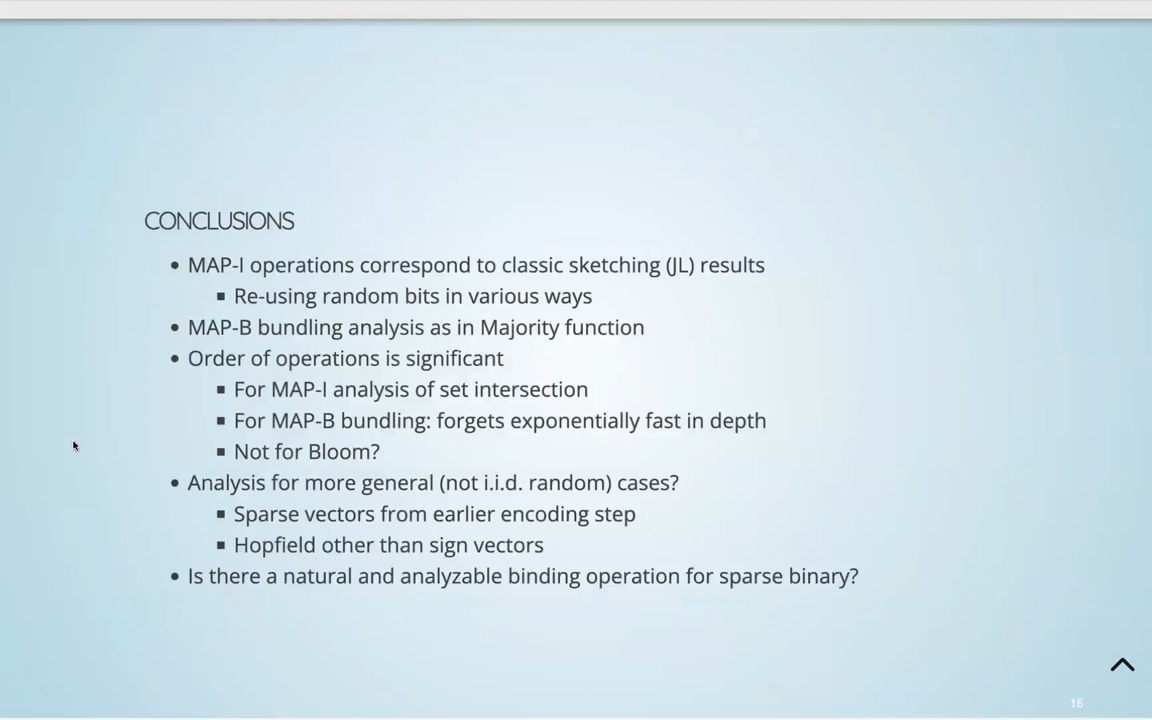 CONCLUSIONS
• MAP-I operations correspond to classic sketching (JL) results
▪ Re-using random bits in various ways
• MAP-B bundling analysis as in Majority function
• Order of operations is significant
▪ For MAP-I analysis of set intersection
▪ For MAP-B bundling: forgets exponentially fast in depth
▪ Not for Bloom?
• Analysis for more general (not i.i.d. random) cases?
▪ Sparse vectors from earlier encoding step
▪ Hopfield other than sign vectors
• Is there a natural and analyzable binding operation for sparse binary?
16